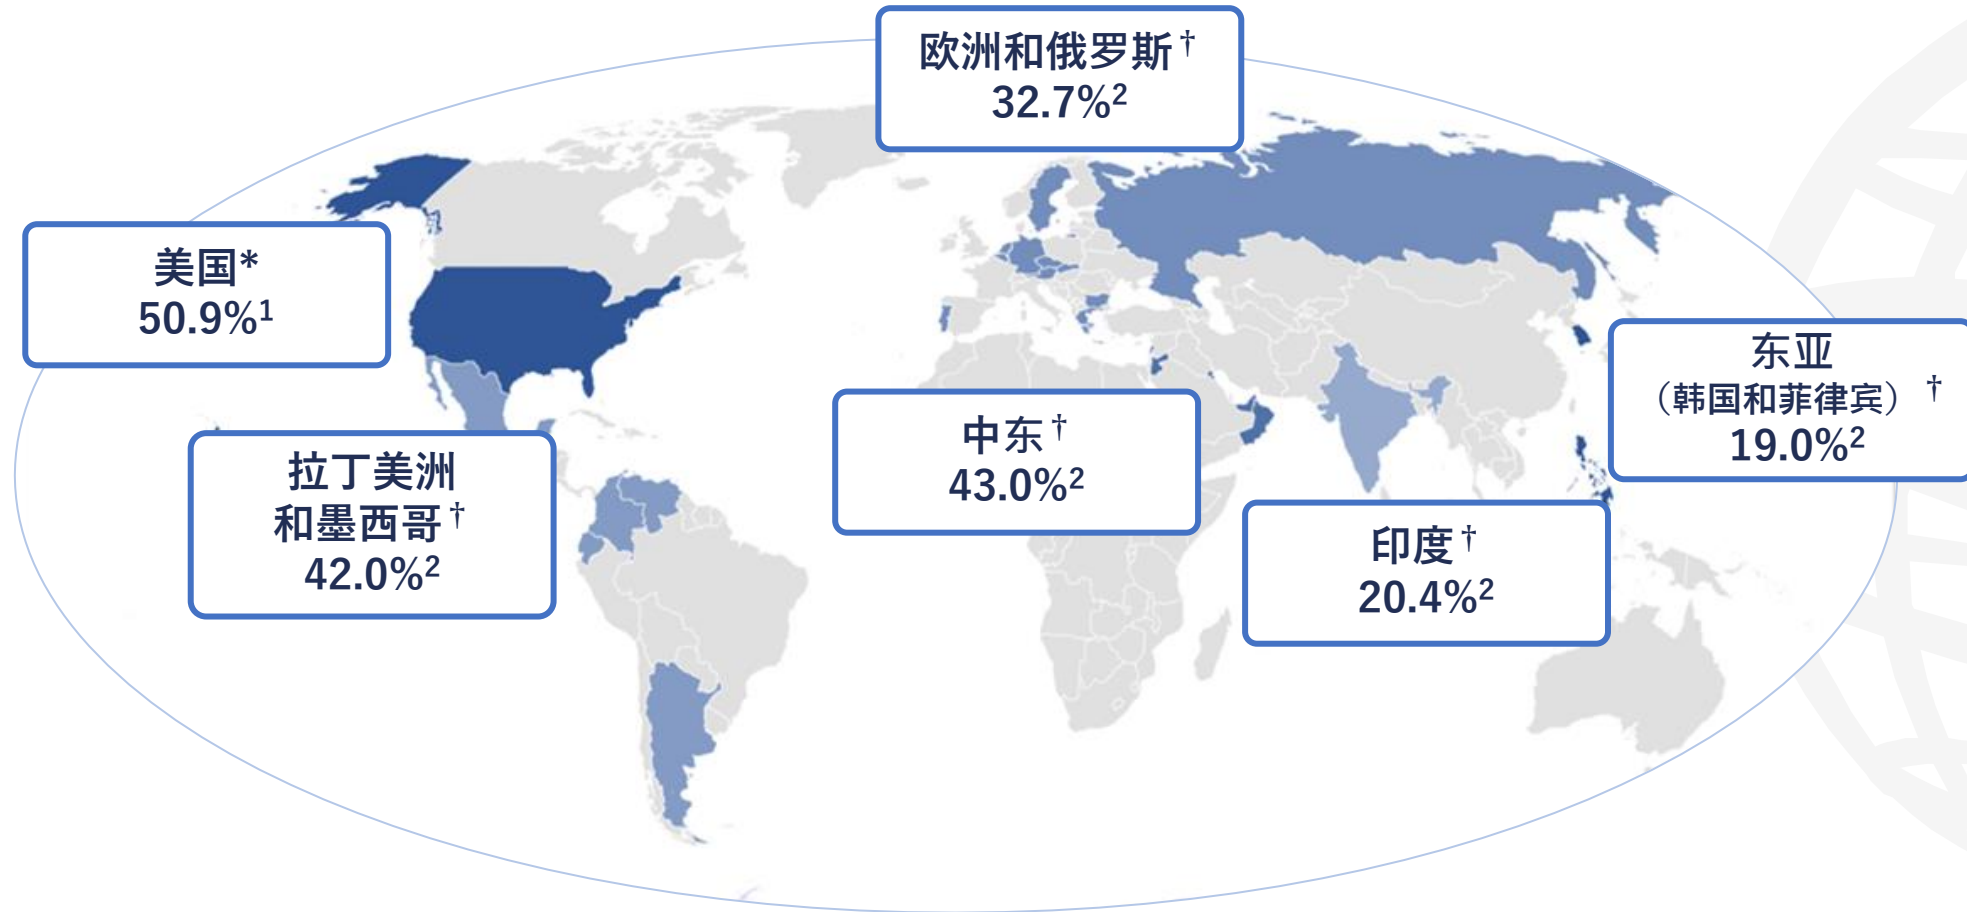 欧洲和俄罗斯†
32.7%²
美国*
50.9%¹
东亚
（韩国和菲律宾）†
19.0%²
中东†
43.0%²
拉丁美洲
和墨西哥†
42.0%²
印度†
20.4%²